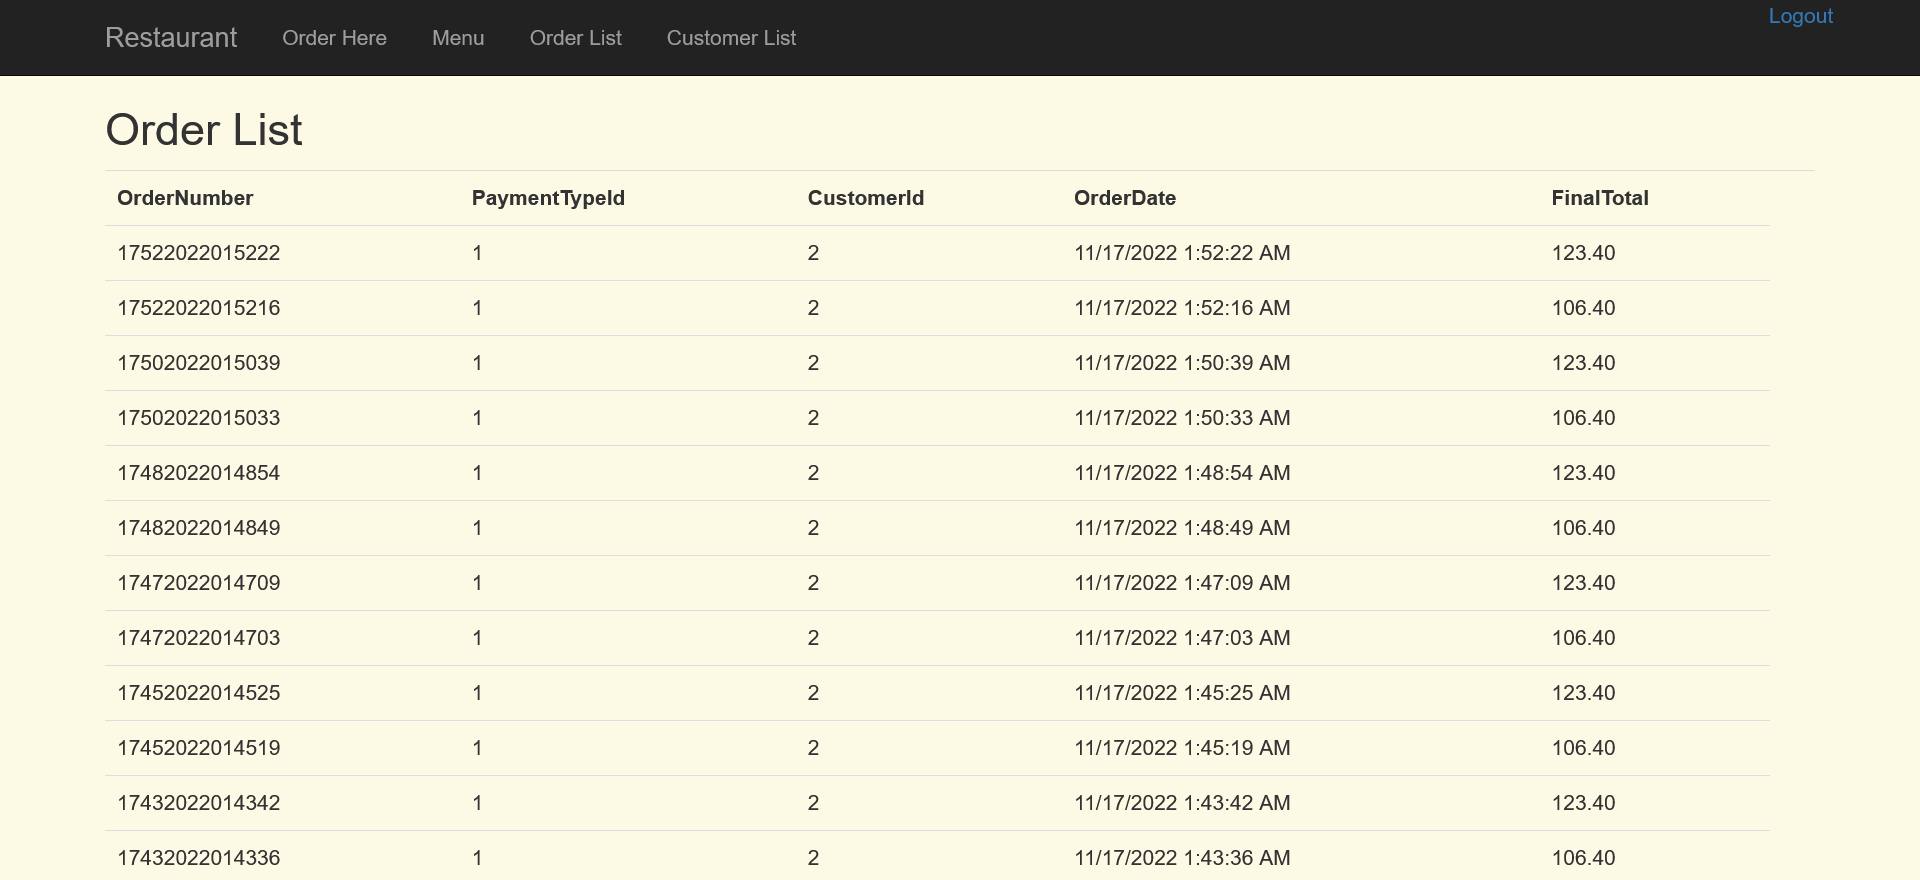 Restaurant Order Here Menu Order List Customer List Logout
Order List
OrderNumber PaymentTypeId CustomerId OrderDate FinalTotal
17522022015222 1 2 11/17/2022 1:52:22 AM 123.40
17522022015216 1 2 11/17/2022 1:52:16 AM 106.40
17502022015039 1 2 11/17/2022 1:50:39 AM 123.40
17502022015033 1 2 11/17/2022 1:50:33 AM 106.40
17482022014854 1 2 11/17/2022 1:48:54 AM 123.40
17482022014849 1 2 11/17/2022 1:48:49 AM 106.40
17472022014709 1 2 11/17/2022 1:47:09 AM 123.40
17472022014703 1 2 11/17/2022 1:47:03 AM 106.40
17452022014525 1 2 11/17/2022 1:45:25 AM 123.40
17452022014519 1 2 11/17/2022 1:45:19 AM 106.40
17432022014342 1 2 11/17/2022 1:43:42 AM 123.40
17432022014336 1 2 11/17/2022 1:43:36 AM 106.40